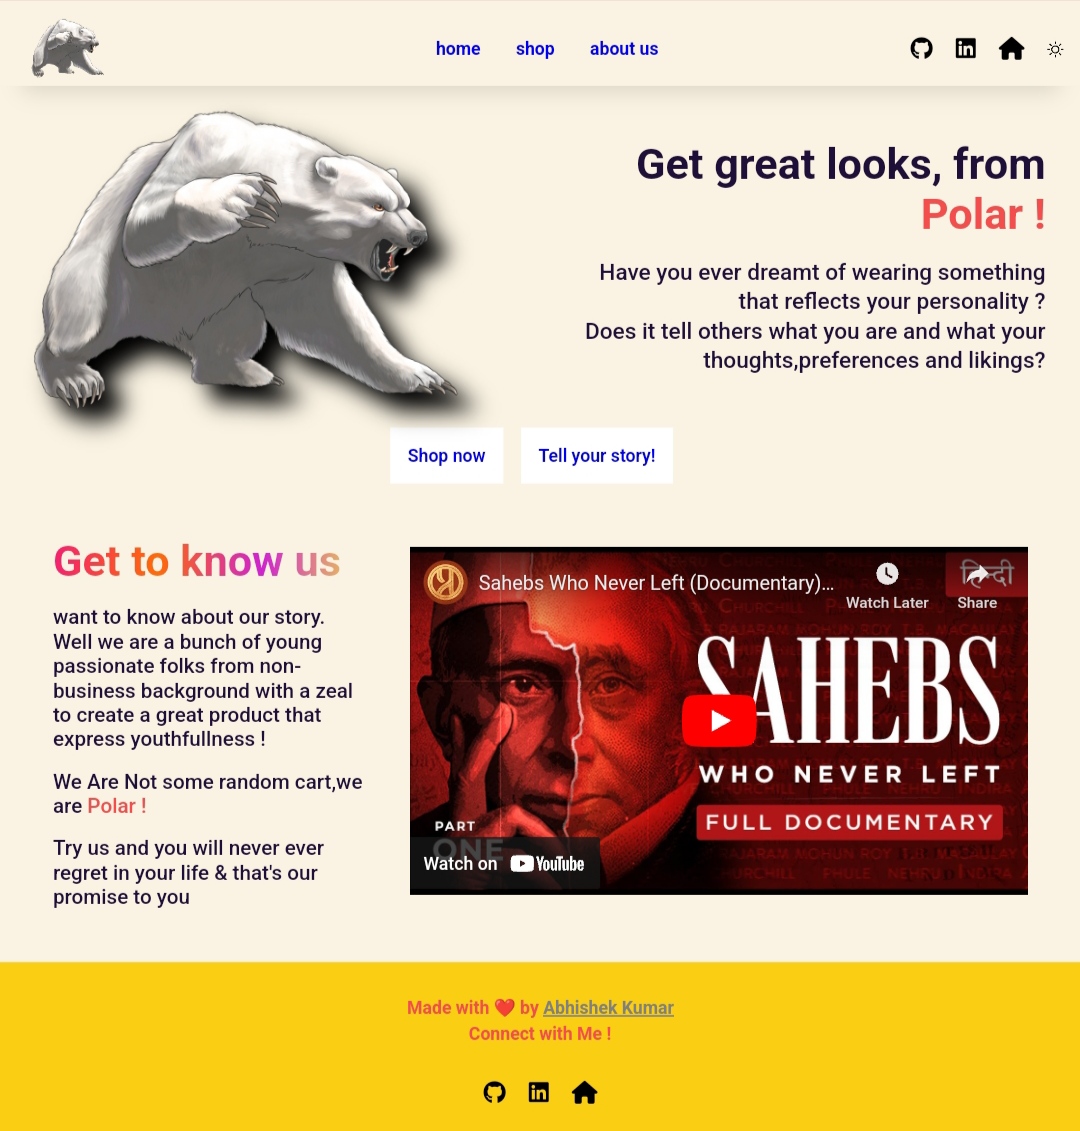 home shop about us
Get great looks, from
Polar !
Have you ever dreamt of wearing something
that reflects your personality ?
Does it tell others what you are and what your
thoughts,preferences and likings?
Shop now Tell your story!
Get to know us
want to know about our story.
Well we are a bunch of young
passionate folks from non-
business background with a zeal
to create a great product that
express youthfullness !
We Are Not some random cart,we
are Polar !
Try us and you will never ever
regret in your life & that's our
promise to you
Sahebs Who Never Left (Documentary)...
Watch Later Share
हिन्दी
SAHEBS
WHO NEVER LEFT
FULL DOCUMENTARY
PART
ONE
Watch on YouTube
Made with ❤️ by Abhishek Kumar
Connect with Me !